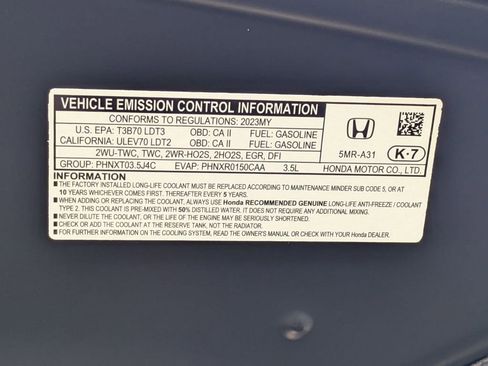 VEHICLE EMISSION CONTROL INFORMATION
CONFORMS TO REGULATIONS: 2023MY
U.S. EPA: T3B70 LDT3 OBD: CA II FUEL: GASOLINE
CALIFORNIA: ULEV70 LDT2 OBD: CA II FUEL: GASOLINE
2WU-TWC, TWC, 2WR-HO2S, 2HO2S, EGR, DFI
GROUP: PHNXT03.5J4C EVAP: PHNXR0150CAA 3.5L
5MR-A31 K-7
HONDA MOTOR CO., LTD.
INFORMATION
■ THE FACTORY INSTALLED LONG-LIFE COOLANT MUST BE REPLACED ACCORDING TO MAINTENANCE MINDER SUB CODE 5, OR AT
10 YEARS WHICHEVER COMES FIRST. THEREAFTER REPLACE EVERY 5 YEARS.
■ WHEN ADDING OR REPLACING THE COOLANT, ALWAYS USE Honda RECOMMENDED GENUINE LONG-LIFE ANTI-FREEZE / COOLANT
TYPE 2. THIS COOLANT IS PRE-MIXED WITH 50% DISTILLED WATER AND DOES NOT REQUIRE ANY ADDITIONAL MIXING.
■ NEVER DILUTE THE COOLANT OR THE LIFE OF THE ENGINE WILL BE SHORTENED.
■ CHECK OR ADD THE COOLANT AT THE RESERVE TANK, NOT THE RADIATOR.
■ FOR FURTHER INFORMATION ON THE COOLING SYSTEM, READ THE OWNER'S MANUAL OR CHECK WITH YOUR Honda DEALER.